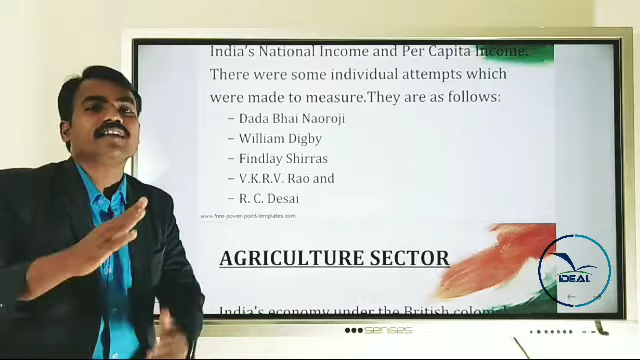 India's National Income and Per Capita Income.
There were some individual attempts which
were made to measure.They are as follows:
– Dada Bhai Naoroji
– William Digby
– Findlay Shirras
– V.K.R.V. Rao and
– R. C. Desai
www.free-power-point-templates.com
AGRICULTURE SECTOR
IDEAL
India's economy under the British colonial
senses